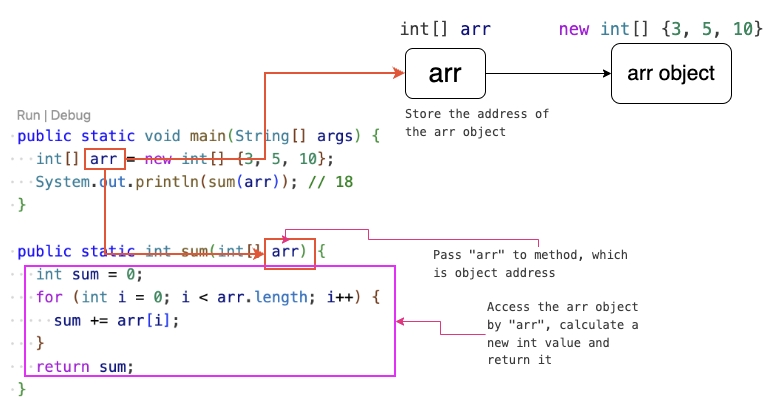 int[] arr
new int[] {3, 5, 10}
arr
arr object
Store the address of
the arr object
Run | Debug
public static void main(String[] args) {
int[] arr = new int[] {3, 5, 10};
System.out.println(sum(arr)); // 18
}
public static int sum(int[] arr) {
int sum = 0;
for (int i = 0; i < arr.length; i++) {
sum += arr[i];
}
return sum;
}
Pass "arr" to method, which
is object address
Access the arr object
by "arr", calculate a
new int value and
return it